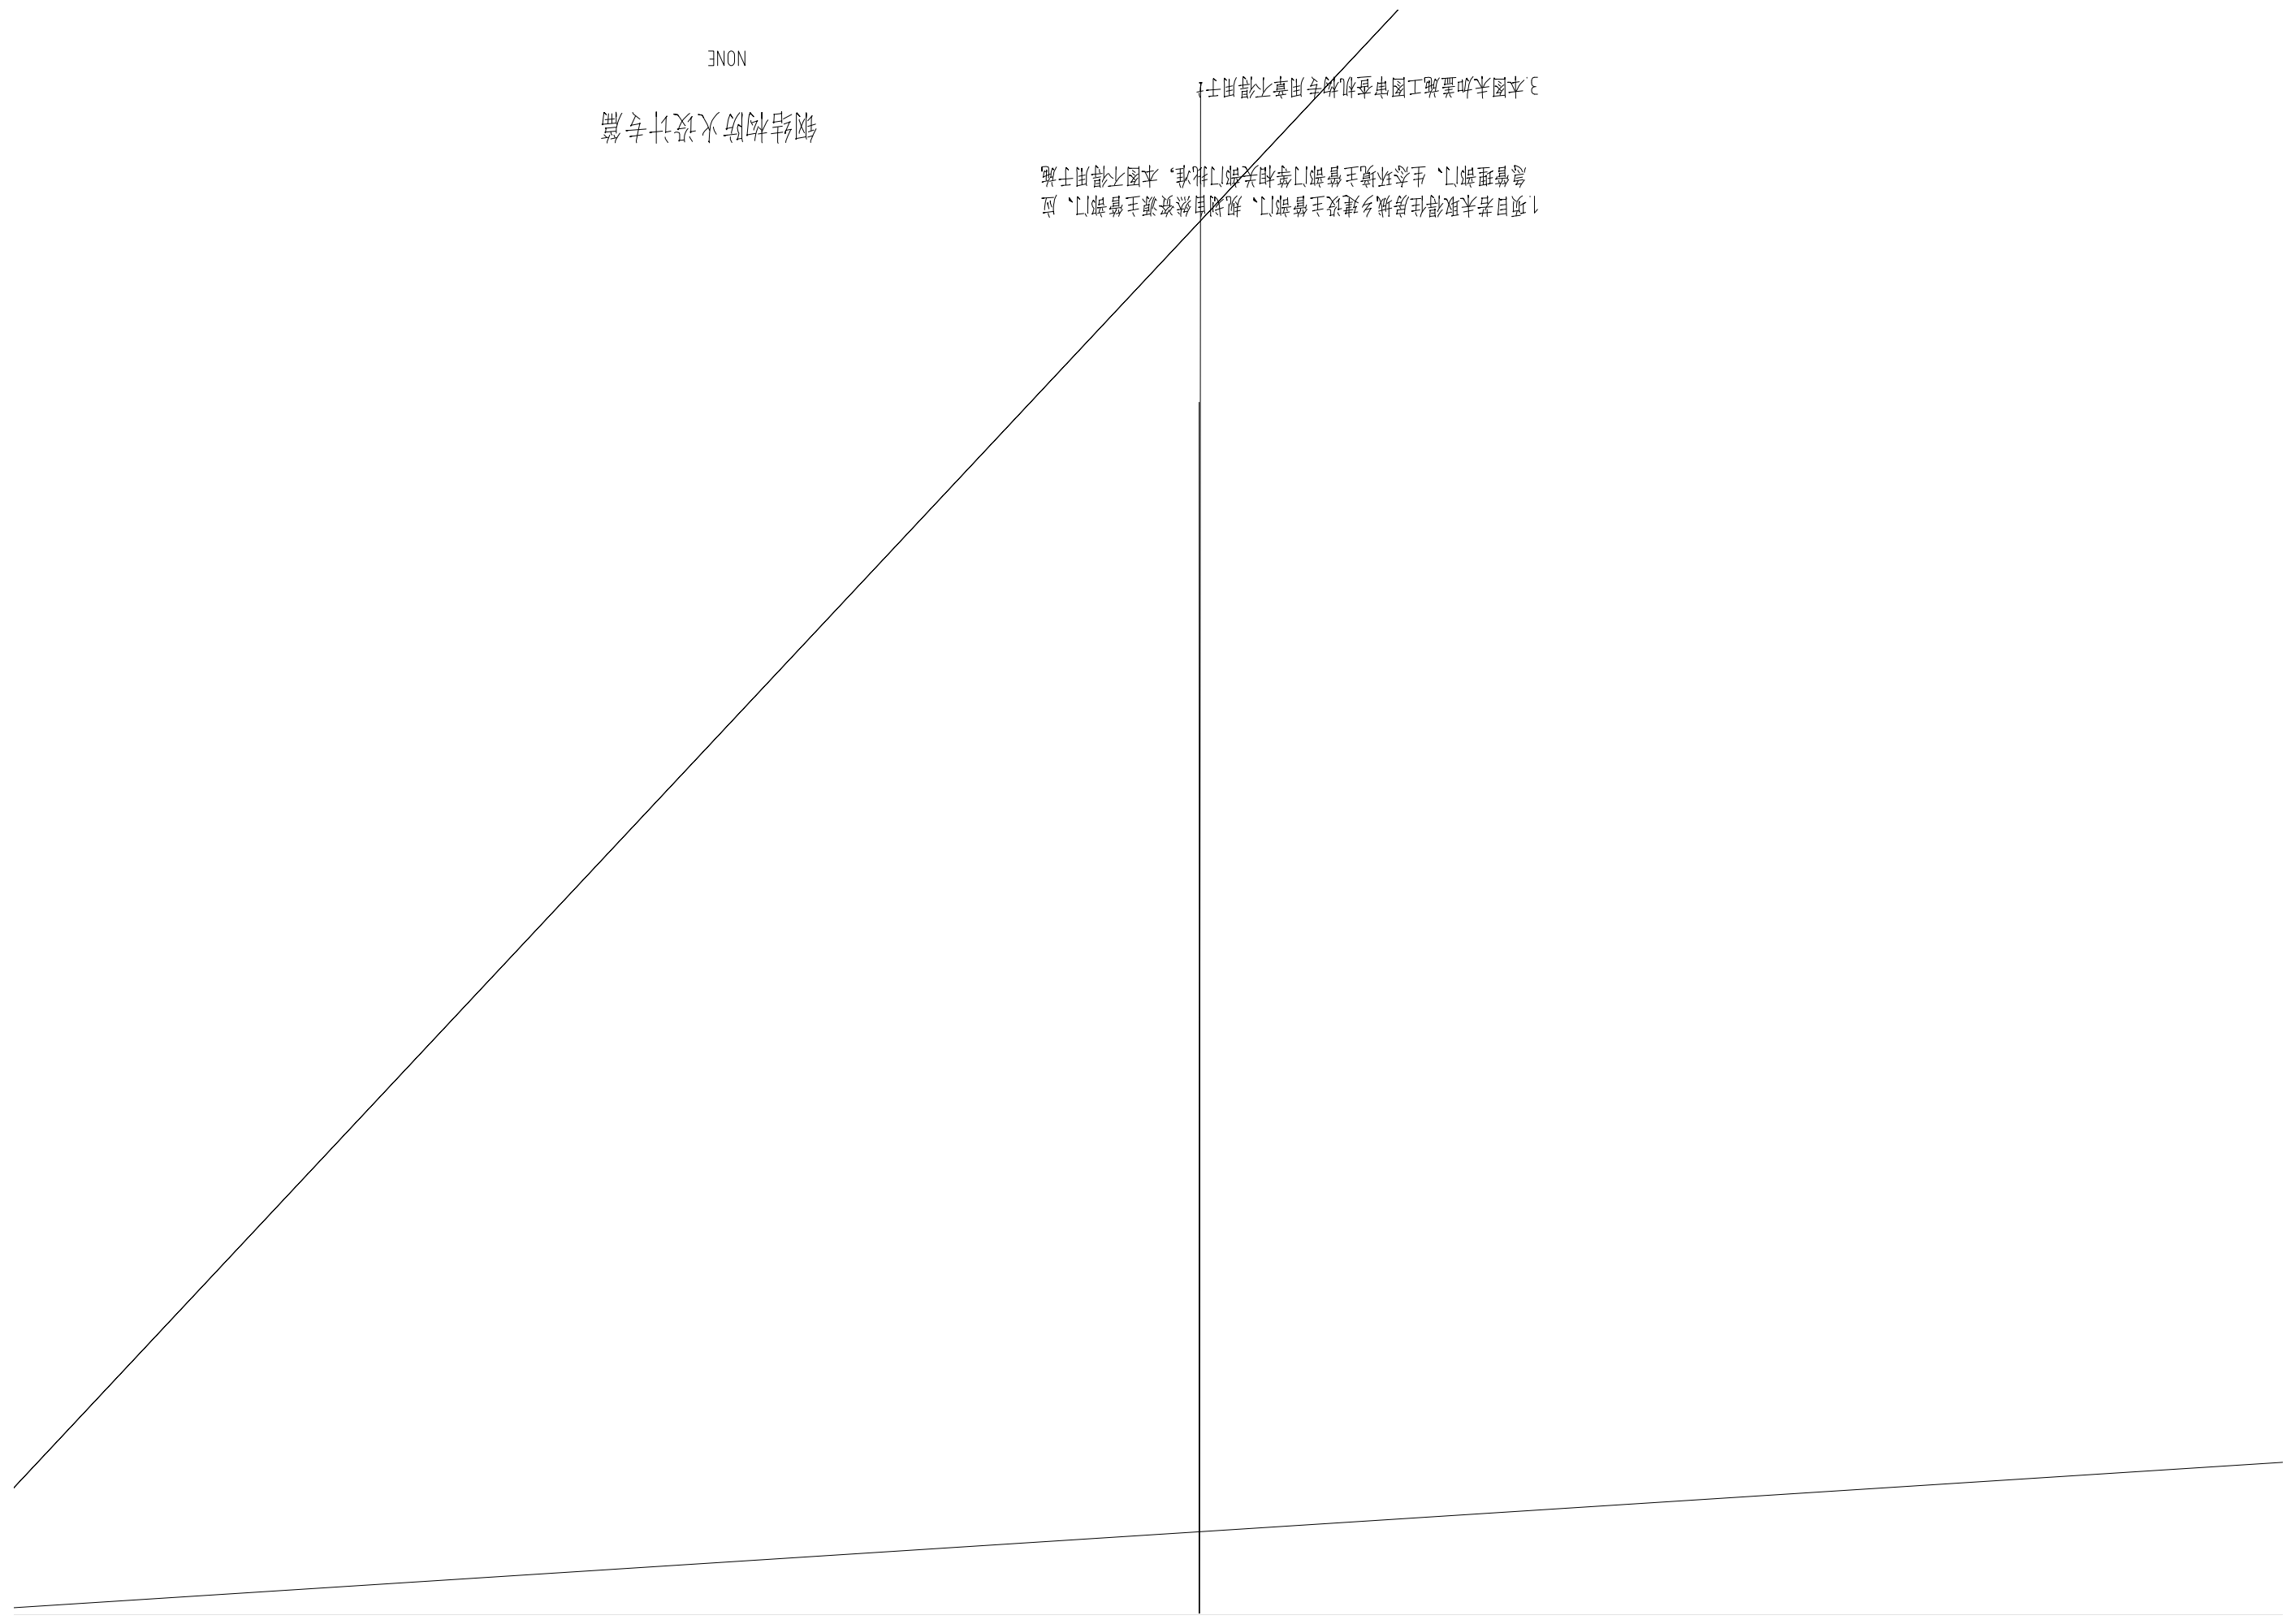 1.项目若未取得住房城乡建设主管部门、规划自然资源主管部门、应
急管理部门、生态环境主管部门等相关部门批准，本图不得用于施
3.本图未加盖施工图审查机构专用章不得用于
钢结构防火设计专篇
NONE